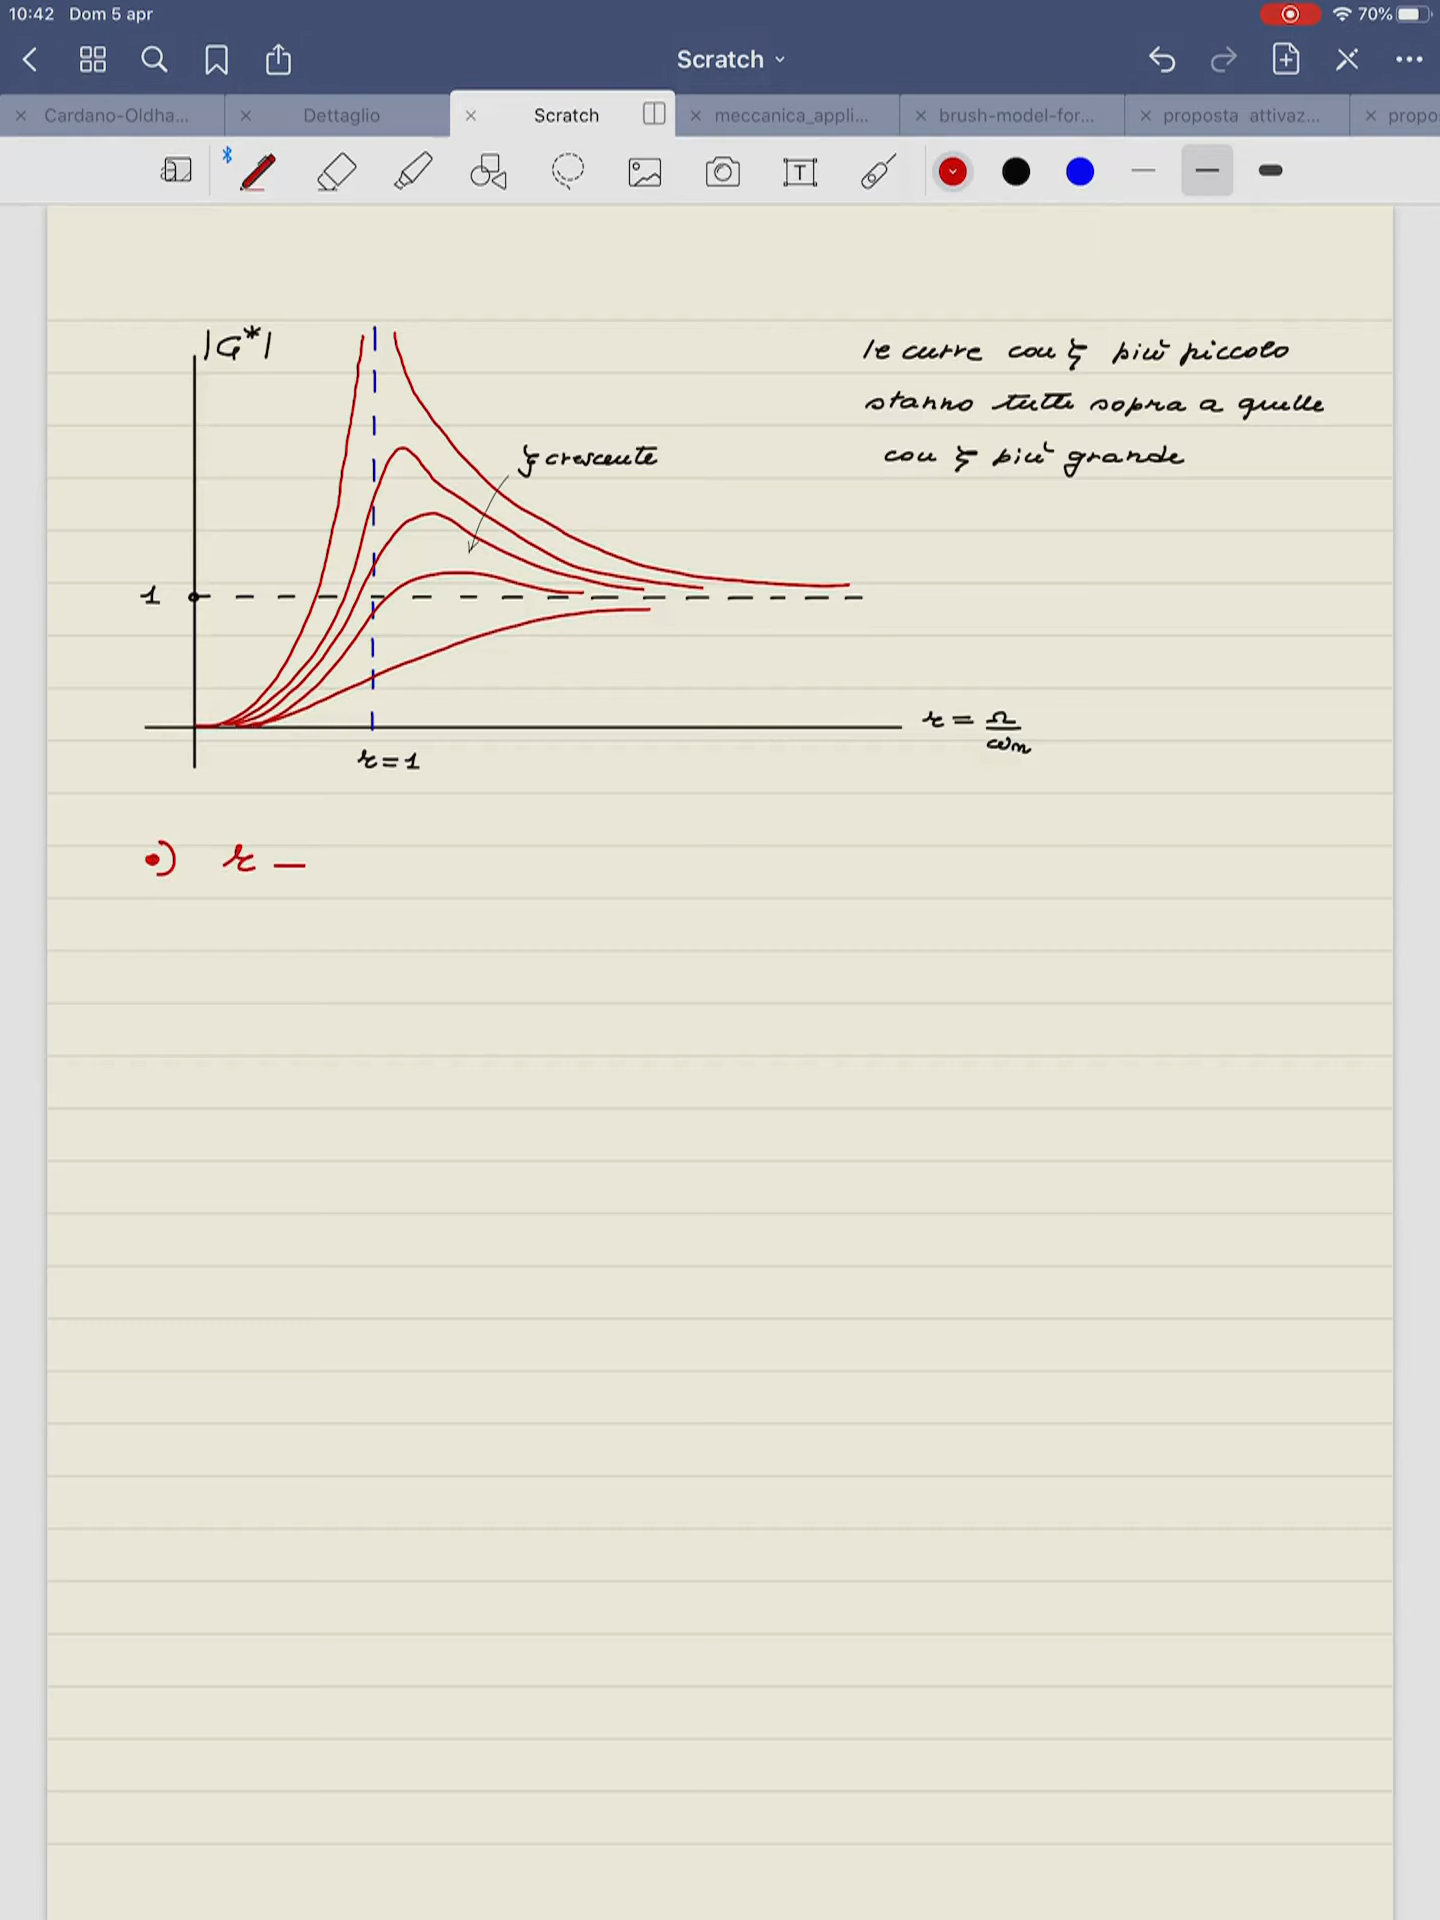 10:42 Dom 5 apr 70%
Scratch
Cardano-Oldha... Dettaglio Scratch meccanica_appli... brush-model-for... proposta attivaz... propo
T
|G*|
le curve con ξ più piccolo
stanno tutte sopra a quelle
con ξ più grande
ξ crescente
1
r = Ω/ωn
r = 1
•) r –